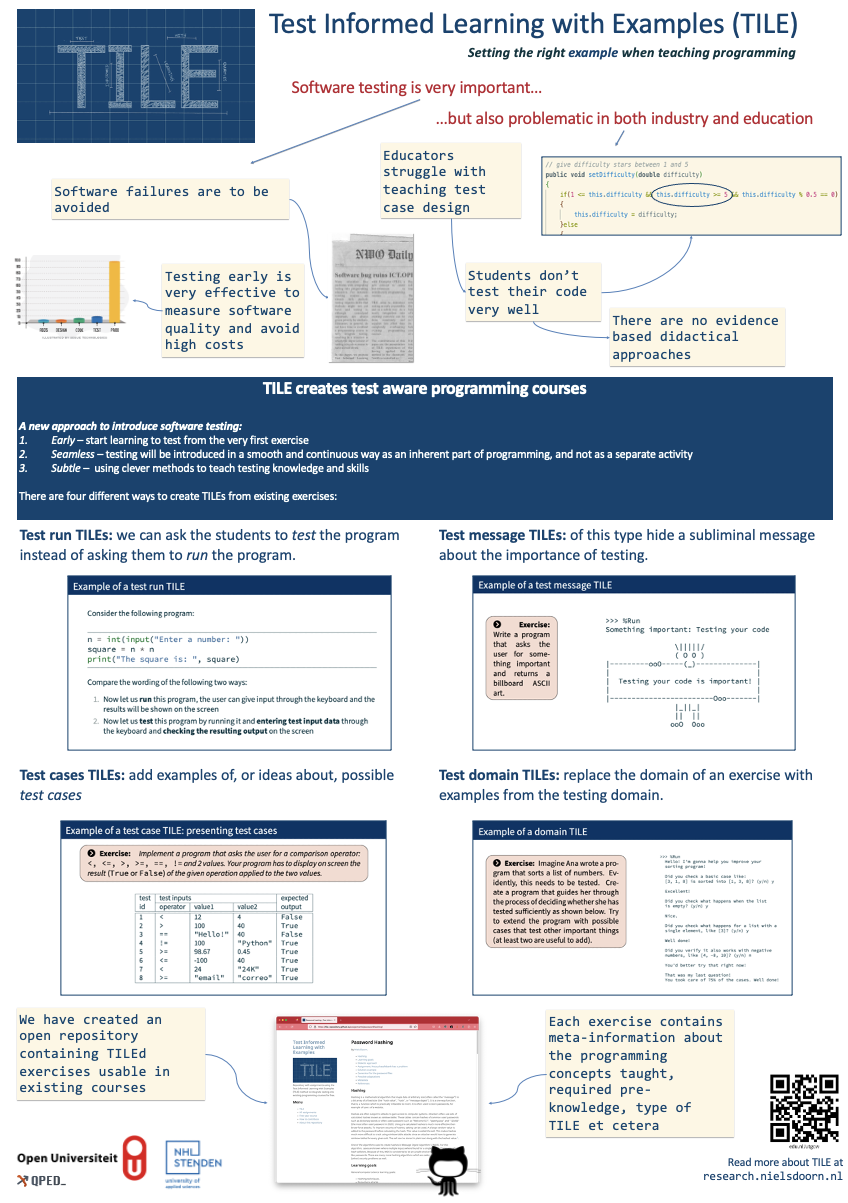 TILE
Test Informed Learning with Examples (TILE)
Setting the right example when teaching programming
Software testing is very important...
...but also problematic in both industry and education
Software failures are to be
avoided
Educators
struggle with
teaching test
case design
// give difficulty stars between 1 and 5
public void setDifficulty(double difficulty)
{
if(1 <= this.difficulty && this.difficulty >= 5 && this.difficulty % 0.5 == 0)
{
this.difficulty = difficulty;
}else
{
Testing early is
very effective to
measure software
quality and avoid
high costs
NWO Daily
Software bug ruins ICT.OPE
Students don't
test their code
very well
There are no evidence
based didactical
approaches
TILE creates test aware programming courses
A new approach to introduce software testing:
1. Early – start learning to test from the very first exercise
2. Seamless – testing will be introduced in a smooth and continuous way as an inherent part of programming, and not as a separate activity
3. Subtle – using clever methods to teach testing knowledge and skills
There are four different ways to create TILEs from existing exercises:
Test run TILEs: we can ask the students to test the program
instead of asking them to run the program.
Example of a test run TILE
Consider the following program:
n = int(input("Enter a number: "))
square = n * n
print("The square is: ", square)
Compare the wording of the following two ways:
1. Now let us run this program, the user can give input through the keyboard and the
results will be shown on the screen
2. Now let us test this program by running it and entering test input data through
the keyboard and checking the resulting output on the screen
Test message TILEs: of this type hide a subliminal message
about the importance of testing.
Example of a test message TILE
Exercise:
Write a program
that asks the
user for some-
thing important
and returns a
billboard ASCII
art.
>>> %Run
Something important: Testing your code
\|||||/
( O O )
|---------ooO-----(_)---------------|
| |
| Testing your code is important! |
| |
|--------------------------Ooo--------|
|_||_|
|| ||
ooO Ooo
Test cases TILEs: add examples of, or ideas about, possible
test cases
Example of a test case TILE: presenting test cases
Exercise: Implement a program that asks the user for a comparison operator:
<, <=, >, >=, ==, != and 2 values. Your program has to display on screen the
result (True or False) of the given operation applied to the two values.
test test inputs expected
id operator value1 value2 output
1 < 12 4 False
2 > 100 40 True
3 == "Hello!" 40 False
4 != 100 "Python" True
5 >= 98.67 0.45 True
6 <= -100 40 True
7 < 24 "24K" True
8 >= "email" "correo" True
Test domain TILEs: replace the domain of an exercise with
examples from the testing domain.
Example of a domain TILE
Exercise: Imagine Ana wrote a pro-
gram that sorts a list of numbers. Ev-
idently, this needs to be tested. Cre-
ate a program that guides her through
the process of deciding whether she has
tested sufficiently as shown below. Try
to extend the program with possible
cases that test other important things
(at least two are useful to add).
>>> %Run
Hello! I'm gonna help you improve your
sorting program!
Did you check a basic case like:
[3, 1, 8] is sorted into [1, 3, 8]? (y/n) y
Excellent!
Did you check what happens when the list
is empty? (y/n) y
Nice.
Did you check what happens for a list with a
single element, like [3]? (y/n) y
Well done!
Did you verify it also works with negative
numbers, like [4, -8, 10]? (y/n) n
You'd better try that right now!
That was my last question!
You took care of 75% of the cases. Well done!
We have created an
open repository
containing TILEd
exercises usable in
existing courses
Test Informed
Learning with
Examples
TILE
Menu
Password Hashing
Hashing
Learning goals
Each exercise contains
meta-information about
the programming
concepts taught,
required pre-
knowledge, type of
TILE et cetera
Open Universiteit
QPED_
NHL
STENDEN
university of
applied sciences
Read more about TILE at
research.nielsdoorn.nl